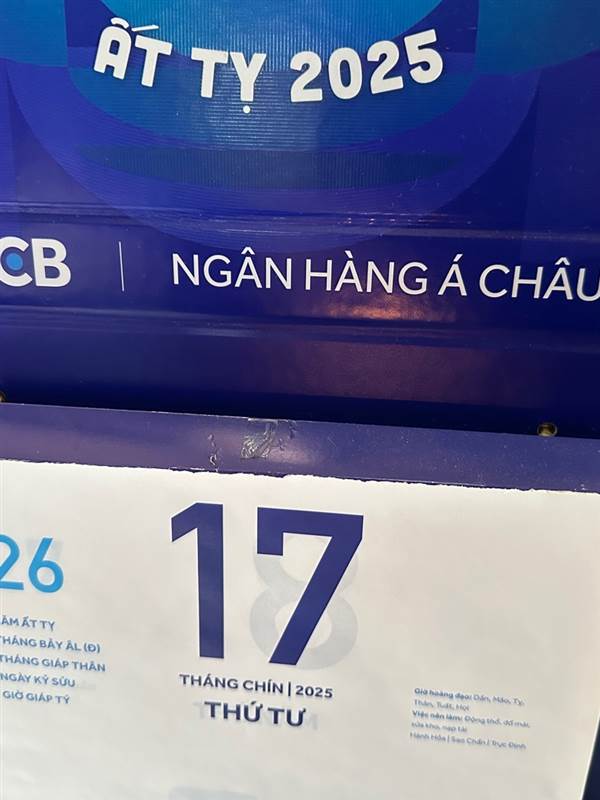 ẤT TỴ 2025
CB | NGÂN HÀNG Á CHÂU
17
26
THÁNG CHÍN | 2025
THỨ TƯ
ĂM ẤT TỴ
THÁNG BẢY ÂL (Đ)
THÁNG GIÁP THÂN
NGÀY KỶ SỬU
GIỜ GIÁP TÝ
Giờ hoàng đạo: Dần, Mão, Tỵ,
Thân, Tuất, Hợi
Việc nên làm: Động thổ, đổ mái,
sửa kho, nạp tài
Hành Hỏa | Sao Chẩn | Trực Định